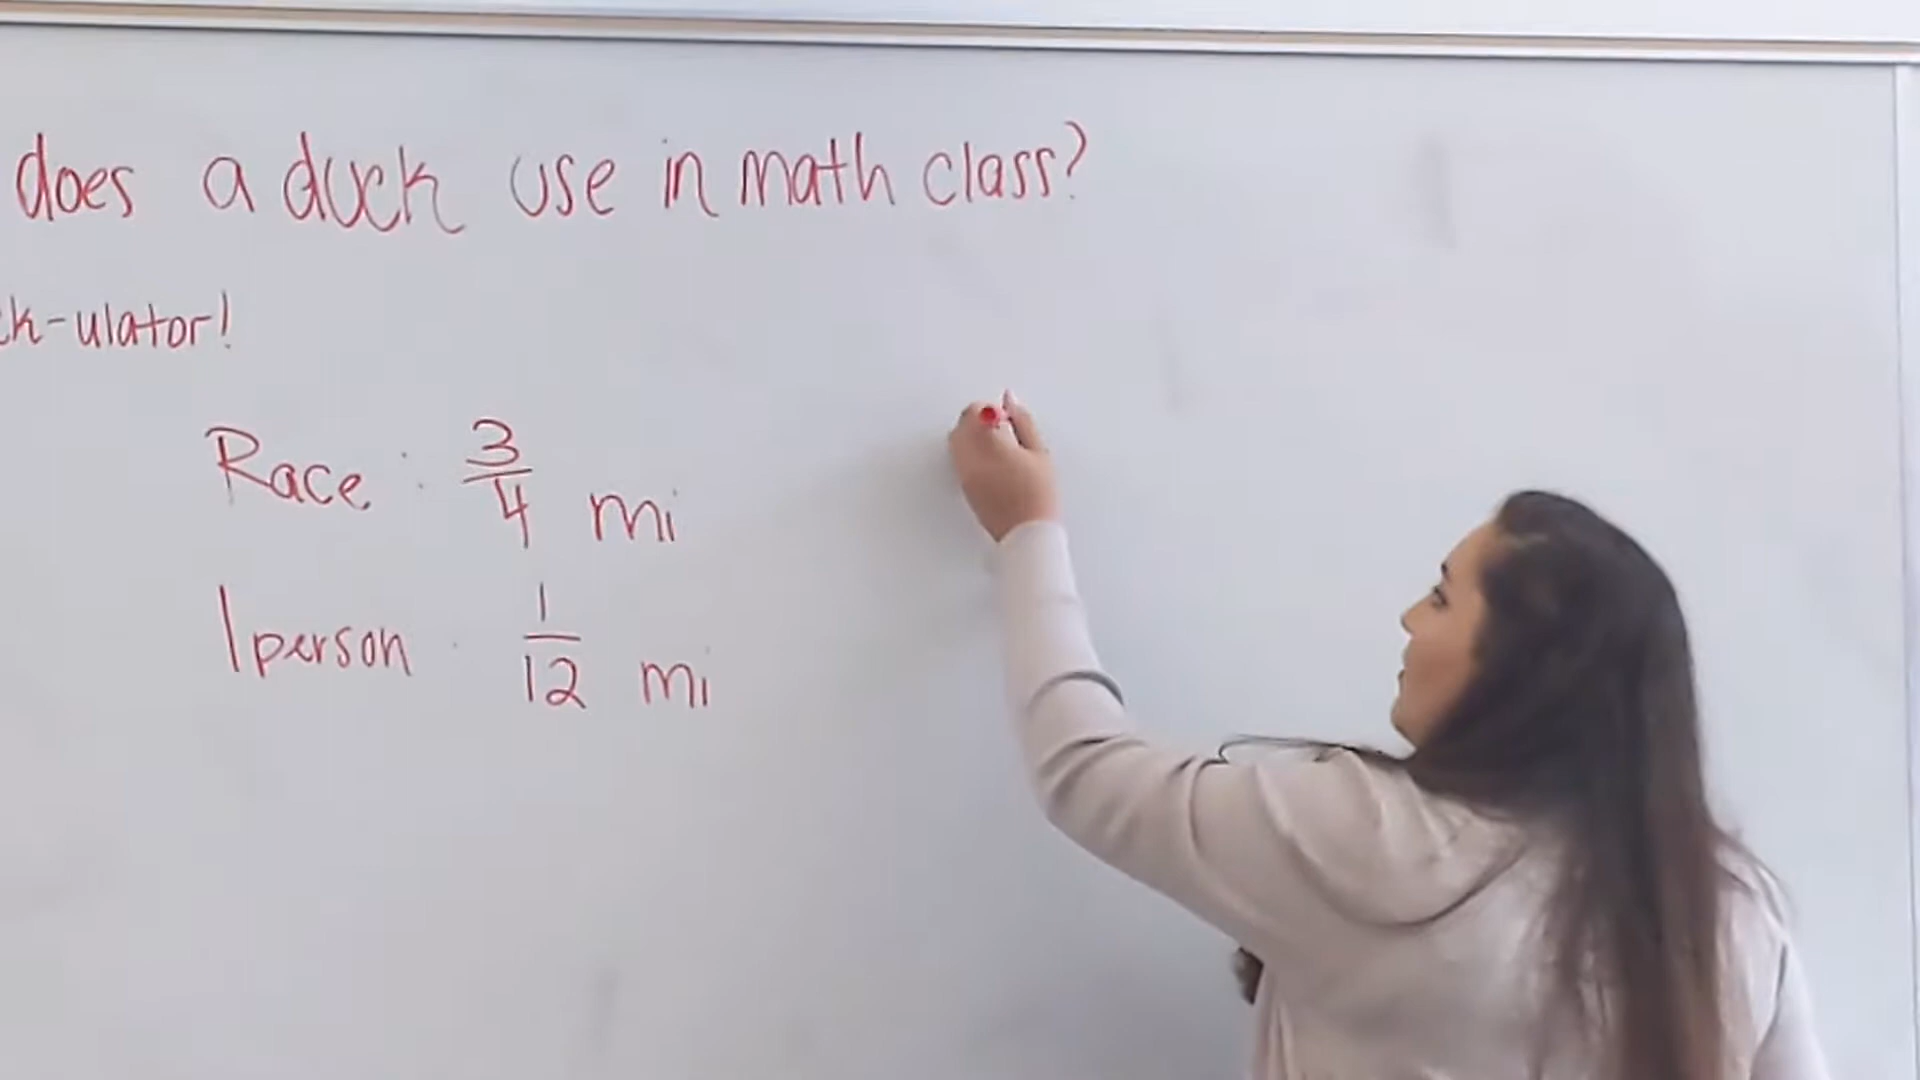 does a duck use in math class?
ck-ulator!
Race: 3/4 mi
1 person: 1/12 mi